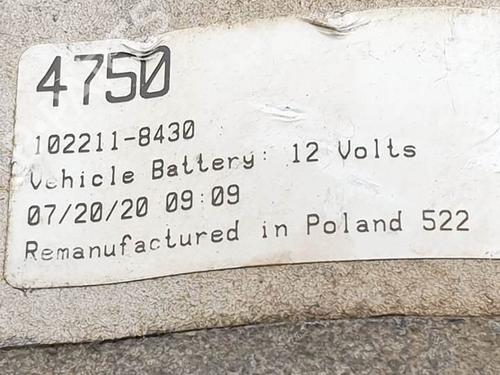 4750
102211-8430
Vehicle Battery: 12 Volts
07/20/20 09:09
Remanufactured in Poland 522